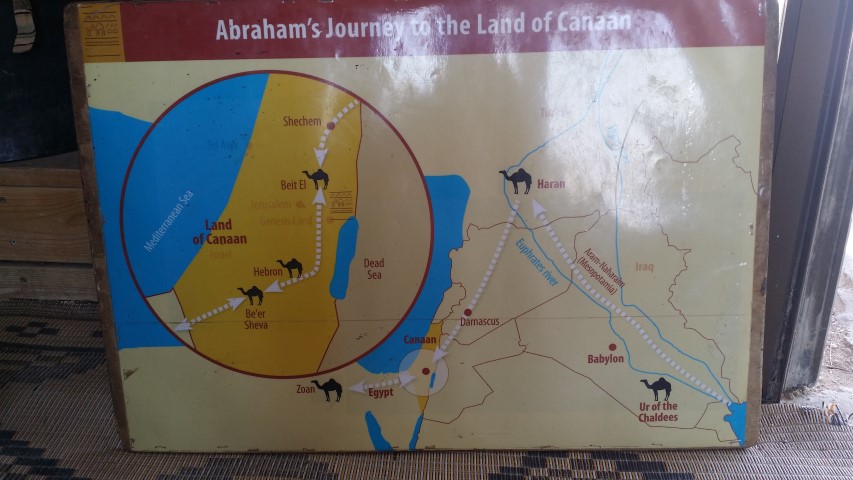 Abraham's Journey to the Land of Canaan
Shechem
Tel Aviv
Beit El
Jerusalem
Genesis Land
Mediterranean Sea
Land
of Canaan
Israel
Hebron
Dead
Sea
Be'er
Sheva
Haran
Euphrates river
Aram-Naharaim
(Mesopotamia)
Iraq
Damascus
Canaan
Babylon
Zoan
Egypt
Ur of the
Chaldees